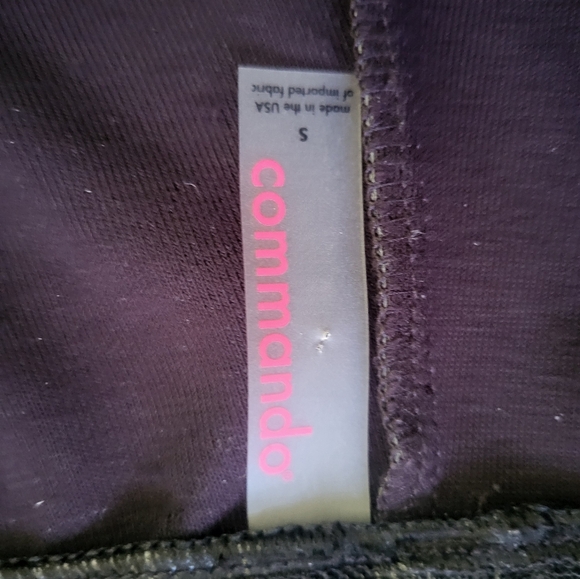 commando
S
made in the USA
of imported fabric